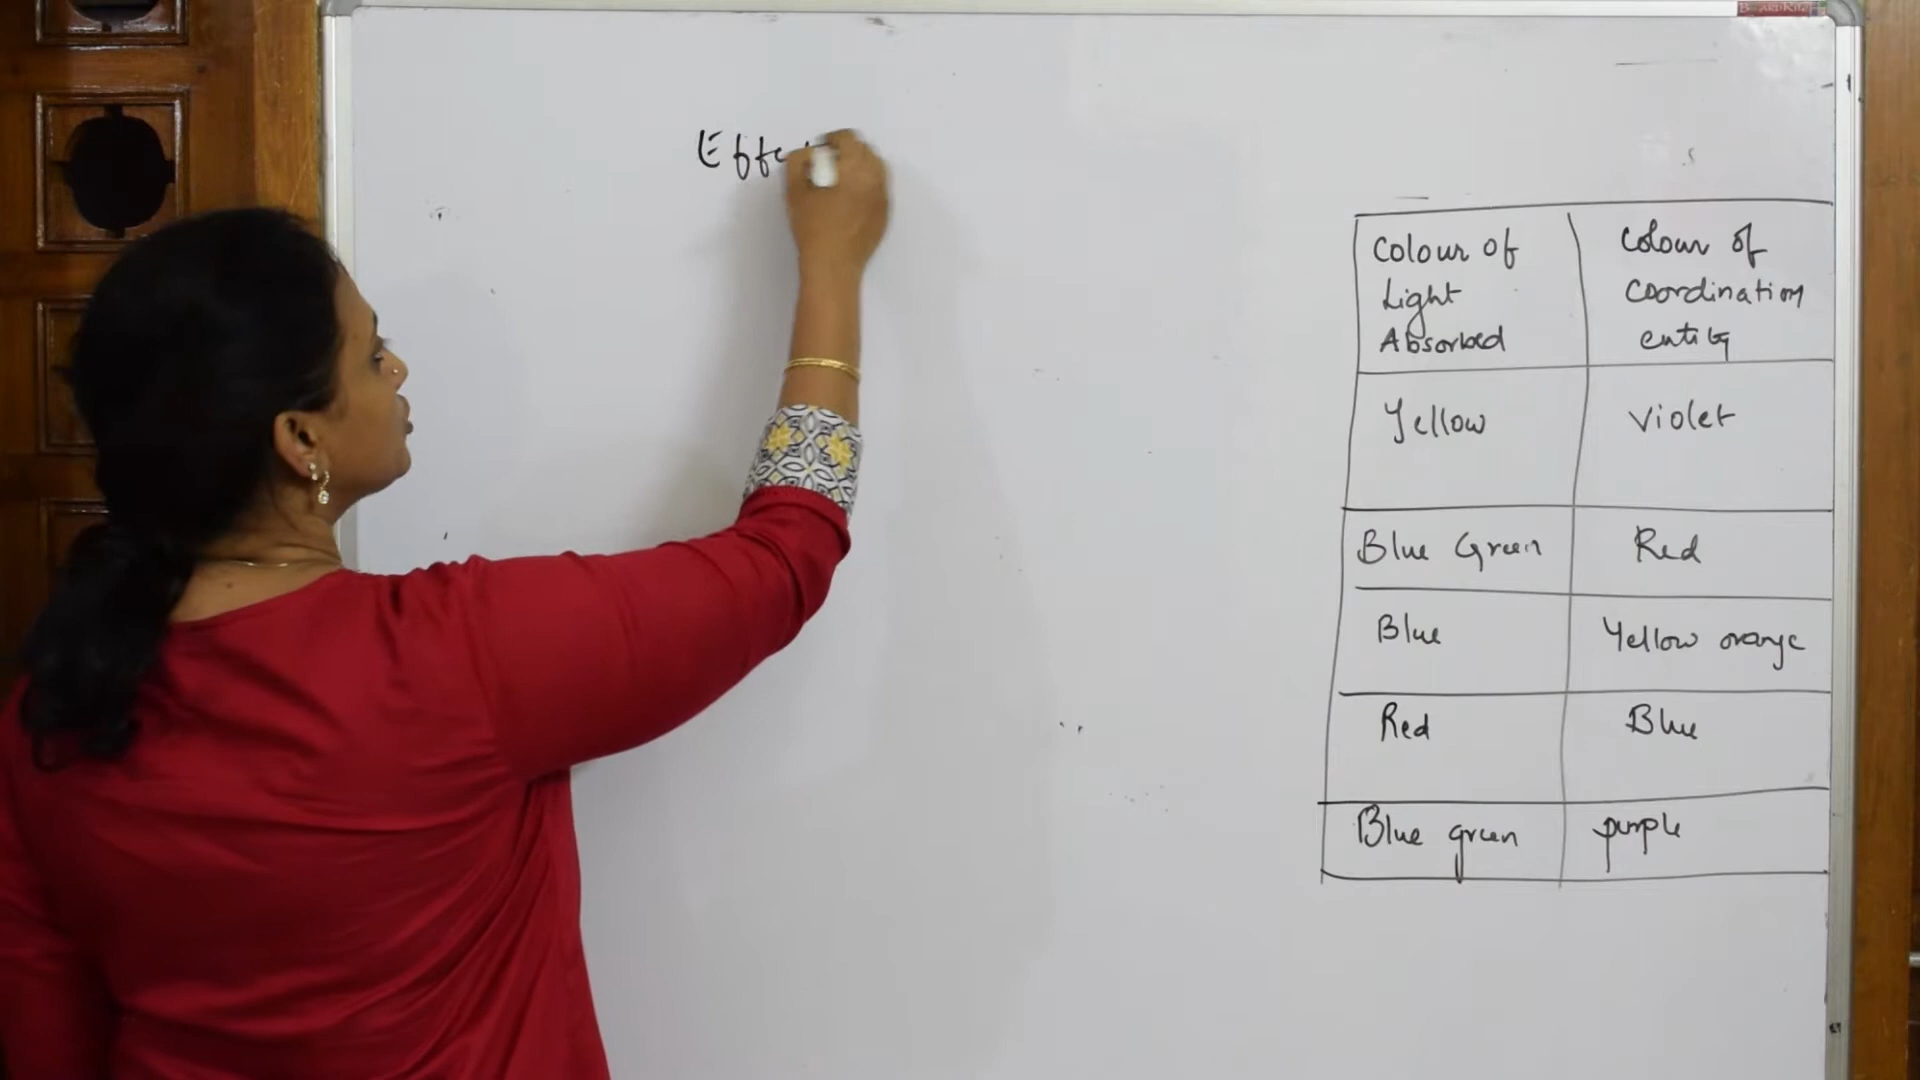 Colour of
Light
Absorbed
Colour of
Coordination
entity
Yellow
Violet
Blue Green
Red
Blue
Yellow orange
Red
Blue
Blue green
purple